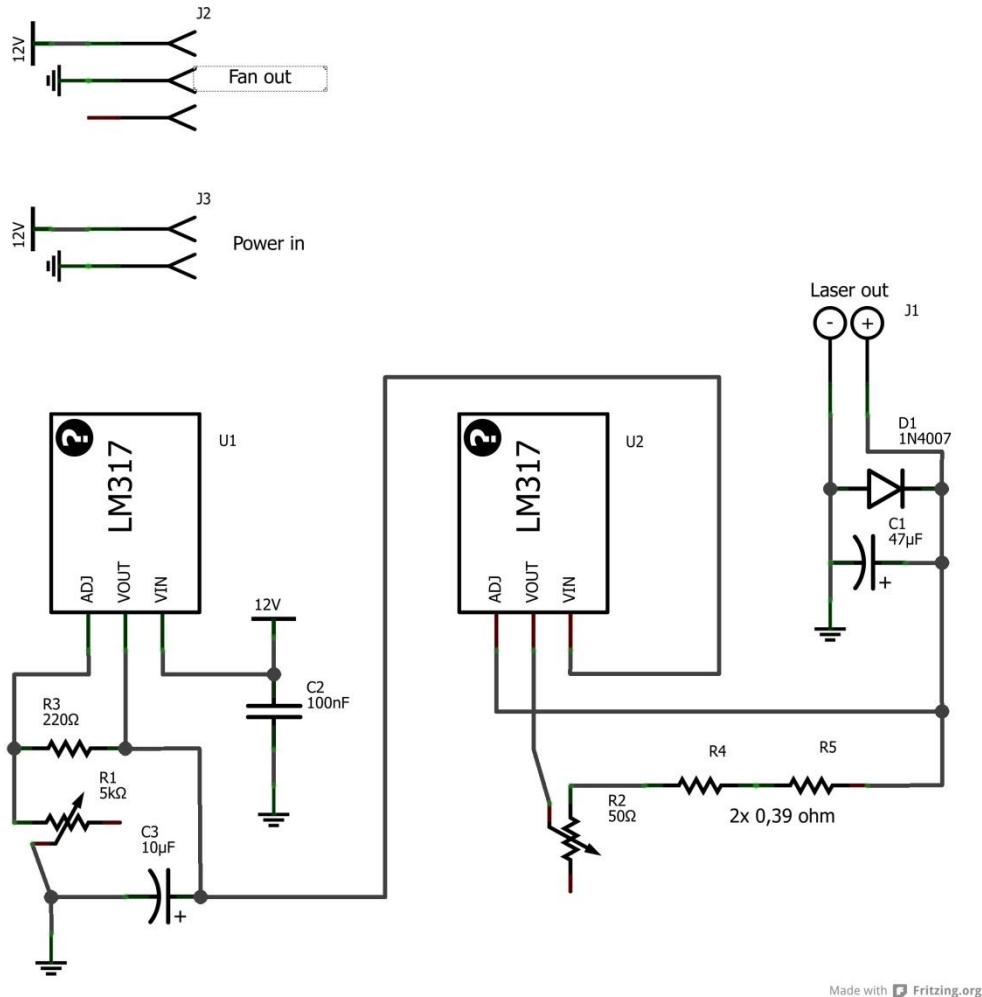 J2
12V
Fan out
J3
12V
Power in
Laser out
J1
-
+
D1
1N4007
C1
47µF
+
?
LM317
U1
ADJ
VOUT
VIN
?
LM317
U2
ADJ
VOUT
VIN
12V
C2
100nF
R3
220Ω
R1
5kΩ
C3
10µF
+
R2
50Ω
R4
R5
2x 0,39 ohm
Made with Fritzing.org